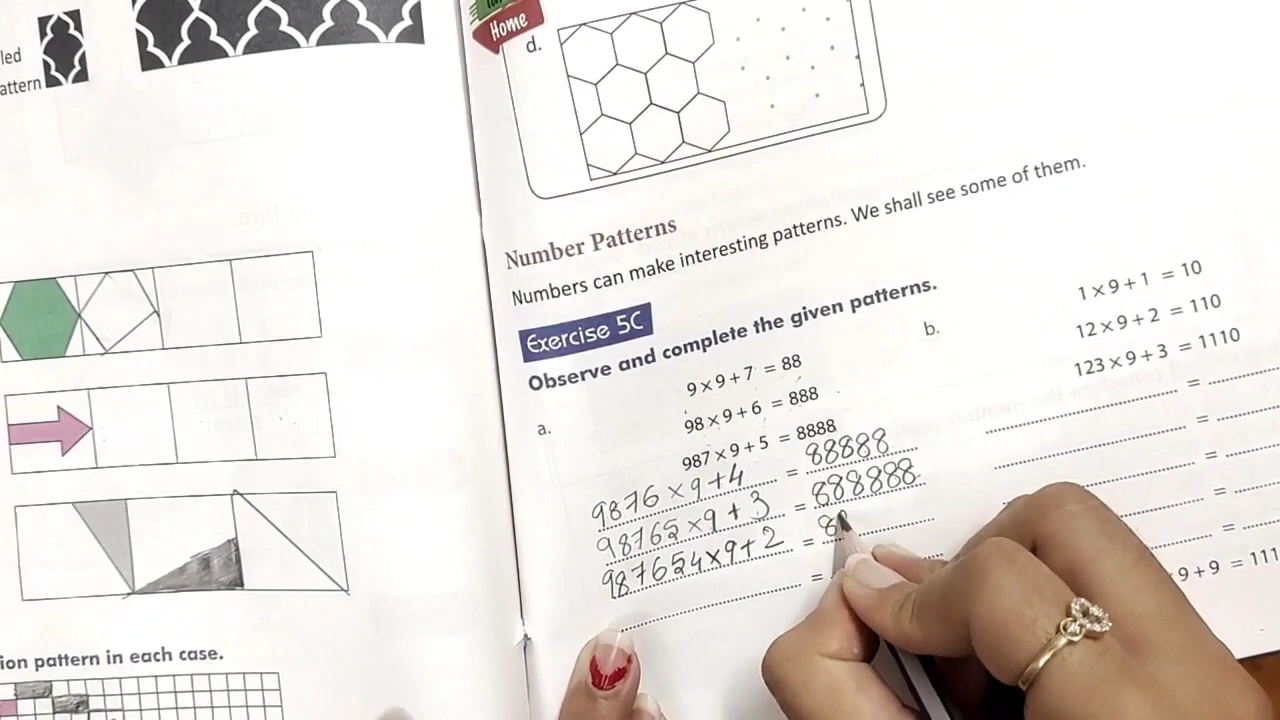 led
attern
ion pattern in each case.
Home
d.
Number Patterns
Numbers can make interesting patterns. We shall see some of them.
Exercise 5C
Observe and complete the given patterns.
a.
9 × 9 + 7 = 88
98 × 9 + 6 = 888
987 × 9 + 5 = 8888
9876 × 9 + 4 = 88888
98765 × 9 + 3 = 888888
987654 × 9 + 2 = 88
=
b.
1 × 9 + 1 = 10
12 × 9 + 2 = 110
123 × 9 + 3 = 1110
=
=
=
=
=
9 + 9 = 111